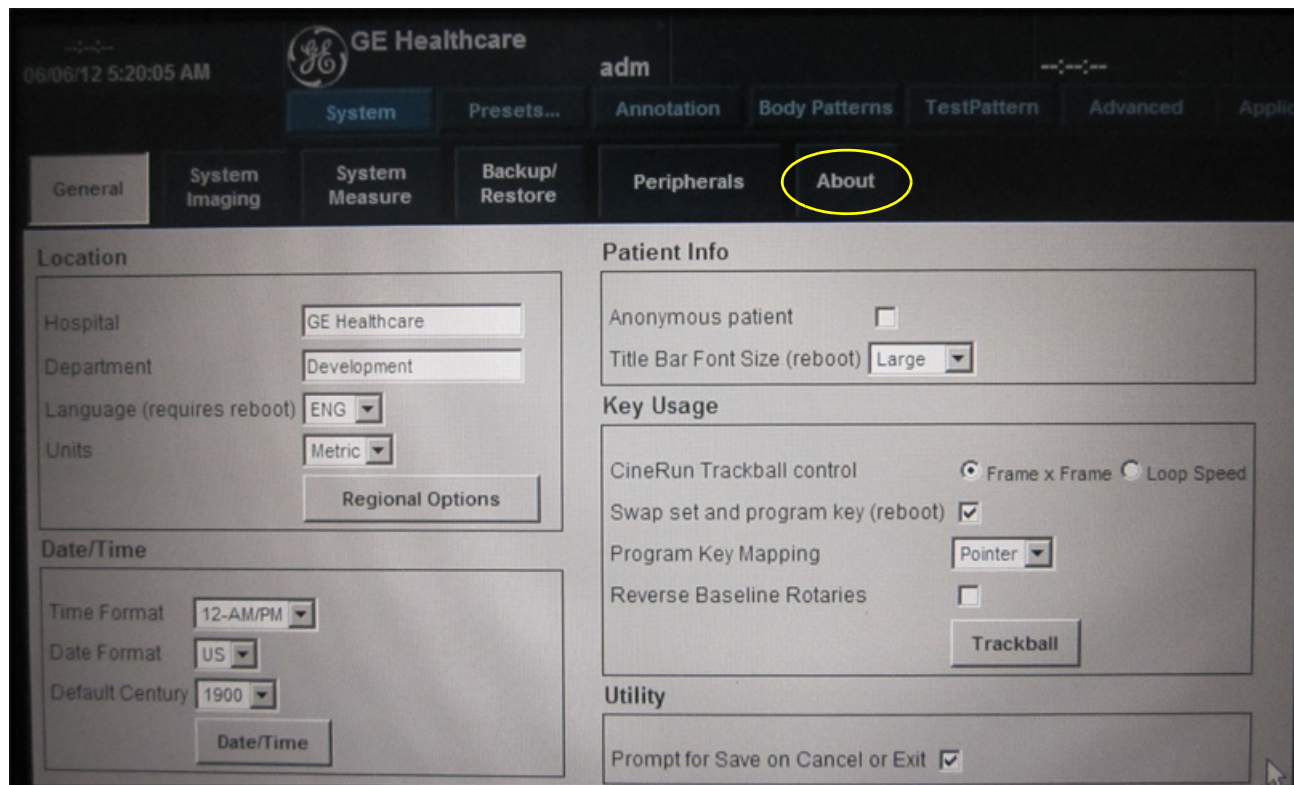 --:--:--
GE Healthcare
06/06/12 5:20:05 AM
adm
--:--:--
System Presets... Annotation Body Patterns TestPattern Advanced
General
System Imaging
System Measure
Backup/ Restore
Peripherals
About
Location
Hospital GE Healthcare
Department Development
Language (requires reboot) ENG
Units Metric
Regional Options
Date/Time
Time Format 12-AM/PM
Date Format US
Default Century 1900
Date/Time
Patient Info
Anonymous patient
Title Bar Font Size (reboot) Large
Key Usage
CineRun Trackball control Frame x Frame Loop Speed
Swap set and program key (reboot)
Program Key Mapping Pointer
Reverse Baseline Rotaries
Trackball
Utility
Prompt for Save on Cancel or Exit